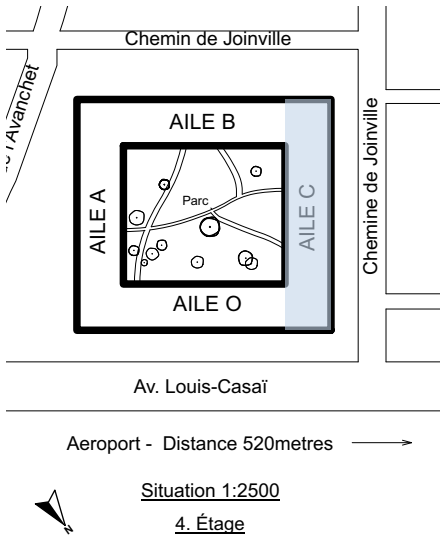 Chemin de Joinville
l'Avanchet
AILE B
Chemine de Joinville
AILE A
Parc
AILE C
AILE O
Av. Louis-Casaï
Aeroport - Distance 520metres
Situation 1:2500
4. Étage
N